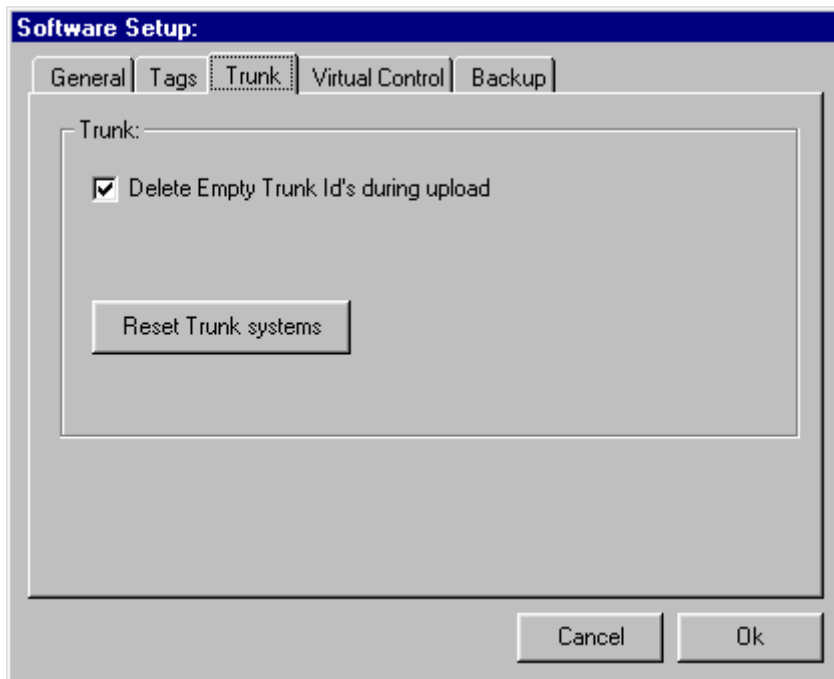 Software Setup:
General Tags Trunk Virtual Control Backup
Trunk:
Delete Empty Trunk Id's during upload
Reset Trunk systems
Cancel Ok